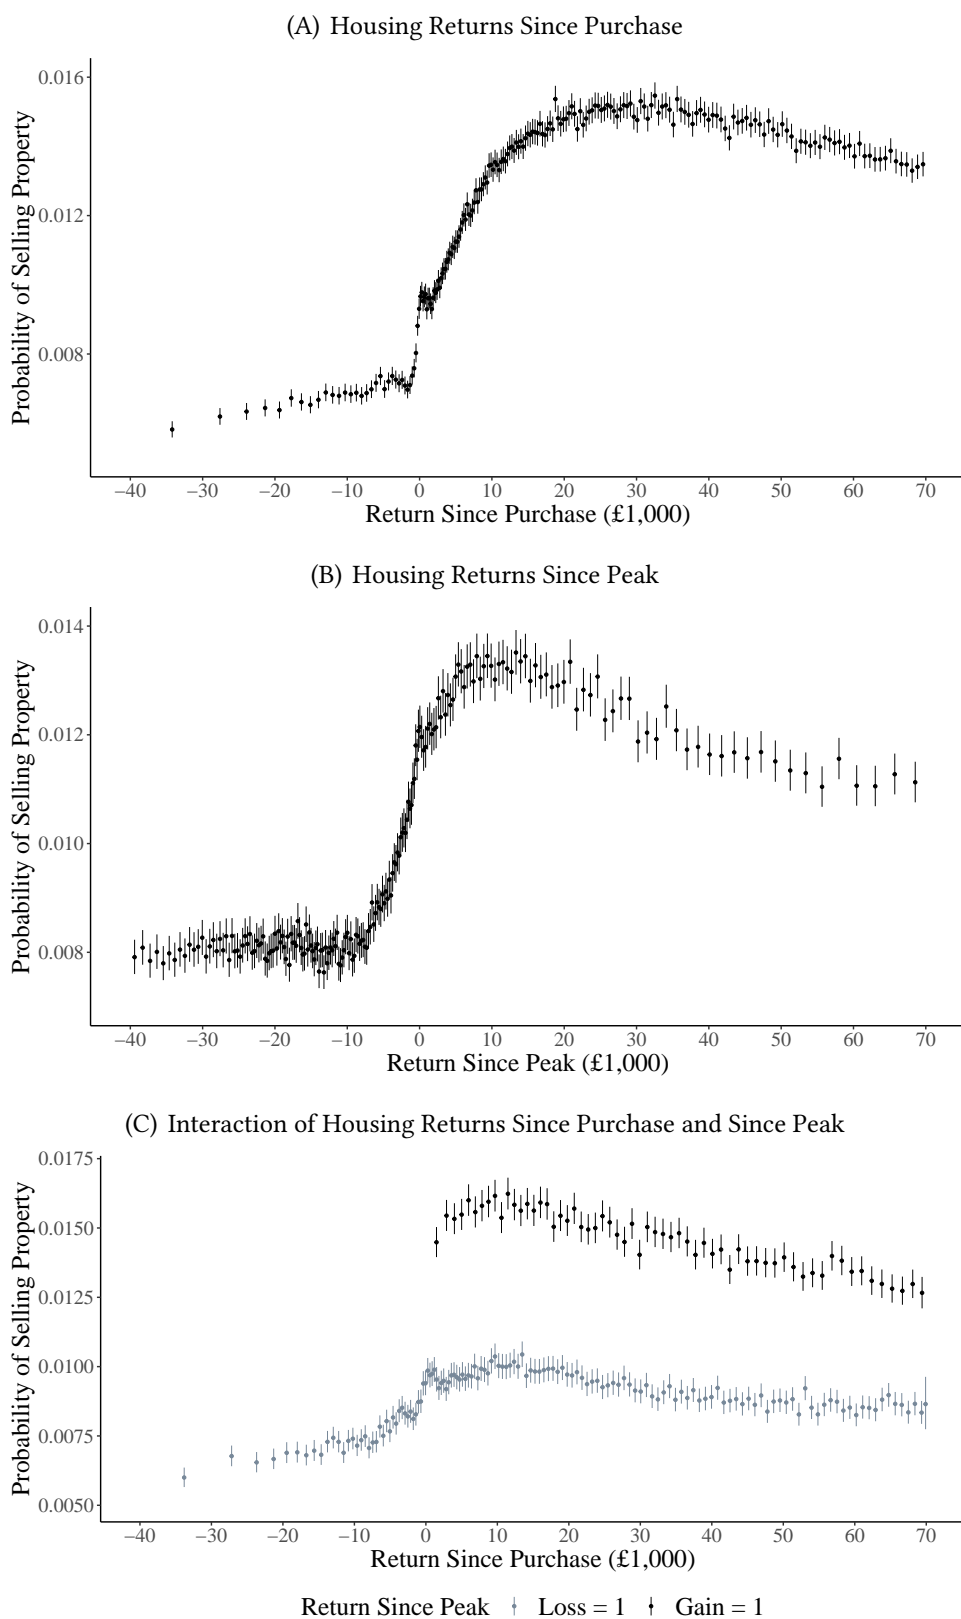 (A) Housing Returns Since Purchase
Probability of Selling Property
0.016
0.012
0.008
−40 −30 −20 −10 0 10 20 30 40 50 60 70
Return Since Purchase (£1,000)
(B) Housing Returns Since Peak
Probability of Selling Property
0.014
0.012
0.010
0.008
−40 −30 −20 −10 0 10 20 30 40 50 60 70
Return Since Peak (£1,000)
(C) Interaction of Housing Returns Since Purchase and Since Peak
Probability of Selling Property
0.0175
0.0150
0.0125
0.0100
0.0075
0.0050
−40 −30 −20 −10 0 10 20 30 40 50 60 70
Return Since Purchase (£1,000)
Return Since Peak Loss = 1 Gain = 1